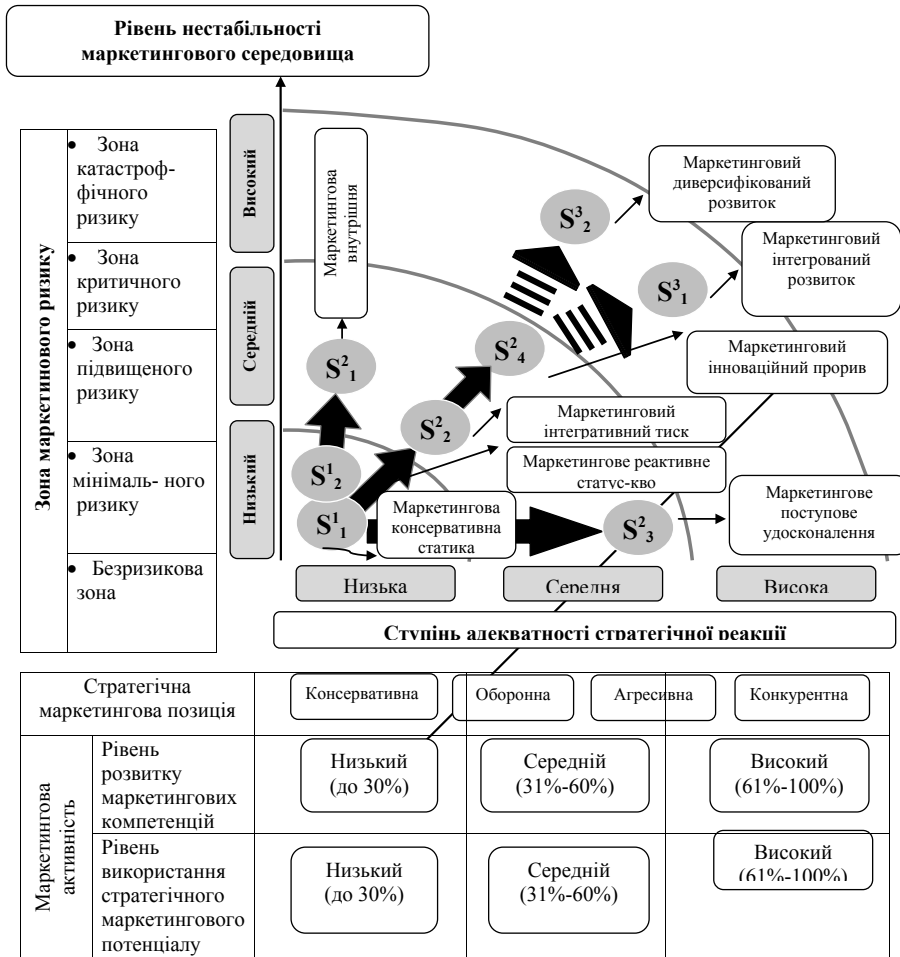 Рівень нестабільності
маркетингового середовища
Зона маркетинового ризику
• Зона
катастроф-
фічного
ризику
• Зона
критичного
ризику
• Зона
підвищеного
ризику
• Зона
мінімаль- ного
ризику
• Безризикова
зона
Високий
Середній
Низький
Маркетингова
внутрішня
S³₂
Маркетинговий
диверсифікований
розвиток
S³₁
Маркетинговий
інтегрований
розвиток
S²₁
S²₄
Маркетинговий
інноваційний прорив
S²₂
Маркетинговий
інтегративний тиск
S¹₂
Маркетингове реактивне
статус-кво
S¹₁
Маркетингова
консервативна
статика
S²₃
Маркетингове
поступове
удосконалення
Низька
Середня
Висока
Ступінь адекватності стратегічної реакції
Стратегічна
маркетингова позиція
Консервативна
Оборонна
Агресивна
Конкурентна
Маркетингова
активність
Рівень
розвитку
маркетингових
компетенцій
Низький
(до 30%)
Середній
(31%-60%)
Високий
(61%-100%)
Рівень
використання
стратегічного
маркетингового
потенціалу
Низький
(до 30%)
Середній
(31%-60%)
Високий
(61%-100%)